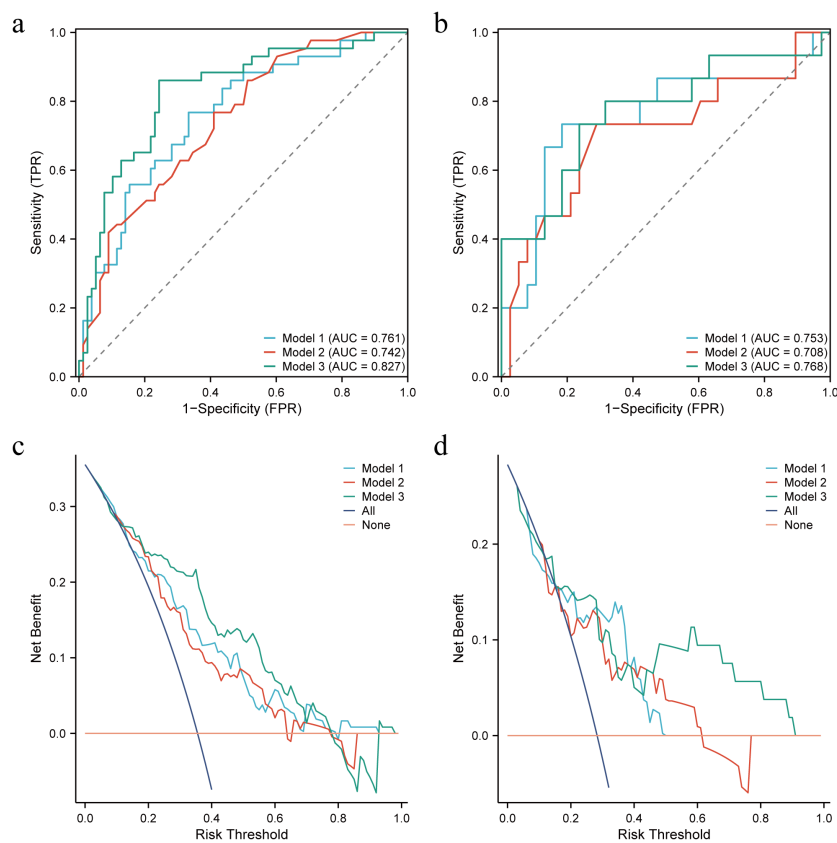 a
1.0
0.8
0.6
0.4
0.2
0.0
Sensitivity (TPR)
Model 1 (AUC = 0.761)
Model 2 (AUC = 0.742)
Model 3 (AUC = 0.827)
0.0 0.2 0.4 0.6 0.8 1.0
1−Specificity (FPR)
b
1.0
0.8
0.6
0.4
0.2
0.0
Sensitivity (TPR)
Model 1 (AUC = 0.753)
Model 2 (AUC = 0.708)
Model 3 (AUC = 0.768)
0.0 0.2 0.4 0.6 0.8 1.0
1−Specificity (FPR)
c
0.3
0.2
0.1
0.0
Net Benefit
Model 1
Model 2
Model 3
All
None
0.0 0.2 0.4 0.6 0.8 1.0
Risk Threshold
d
0.2
0.1
0.0
Net Benefit
Model 1
Model 2
Model 3
All
None
0.0 0.2 0.4 0.6 0.8 1.0
Risk Threshold